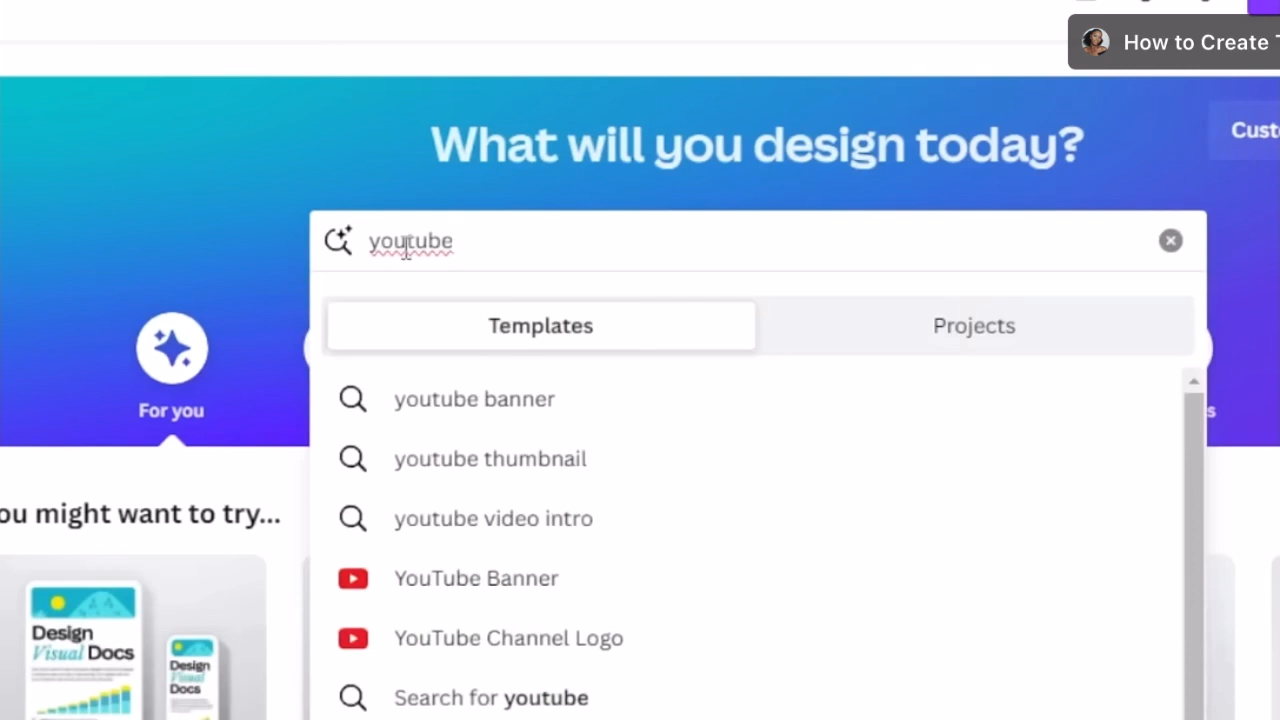 How to Create
What will you design today?
youtube
Templates
Projects
youtube banner
For you
youtube thumbnail
ou might want to try...
youtube video intro
YouTube Banner
Design
Visual Docs
YouTube Channel Logo
Design
Visual
Docs
Search for youtube